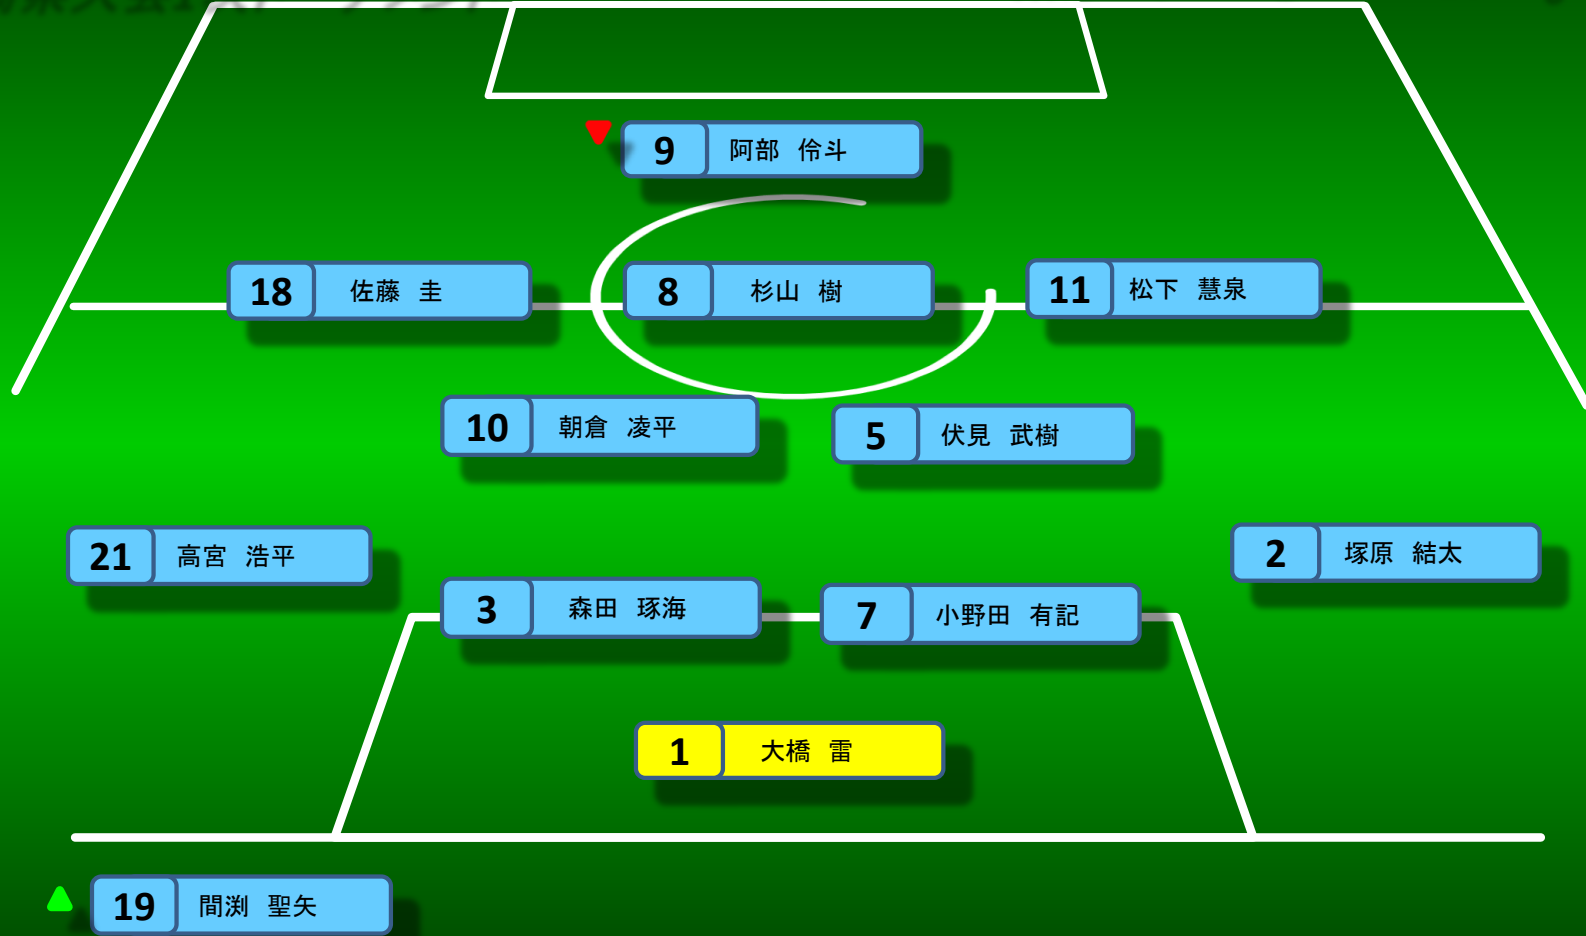 9 阿部 伶斗
18 佐藤 圭
8 杉山 樹
11 松下 慧泉
10 朝倉 凌平
5 伏見 武樹
21 高宮 浩平
2 塚原 結太
3 森田 琢海
7 小野田 有記
1 大橋 雷
19 間渕 聖矢